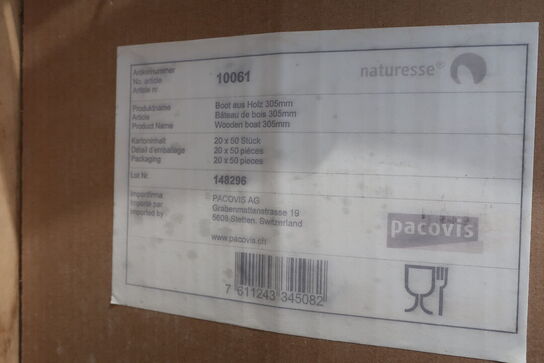 Artikelnummer
No. article
Article nr.
10061
naturesse®
Produktname
Article
Product Name
Boot aus Holz 305mm
Bâteau de bois 305mm
Wooden boat 305mm
Kartoninhalt
Détail d'emballage
Packaging
20 x 50 Stück
20 x 50 pièces
20 x 50 pieces
Lot Nr.
148296
Importfirma
Importé par
Imported by
PACOVIS AG
Grabenmattenstrasse 19
5608 Stetten, Switzerland
www.pacovis.ch
pacovis
7 611243 345082